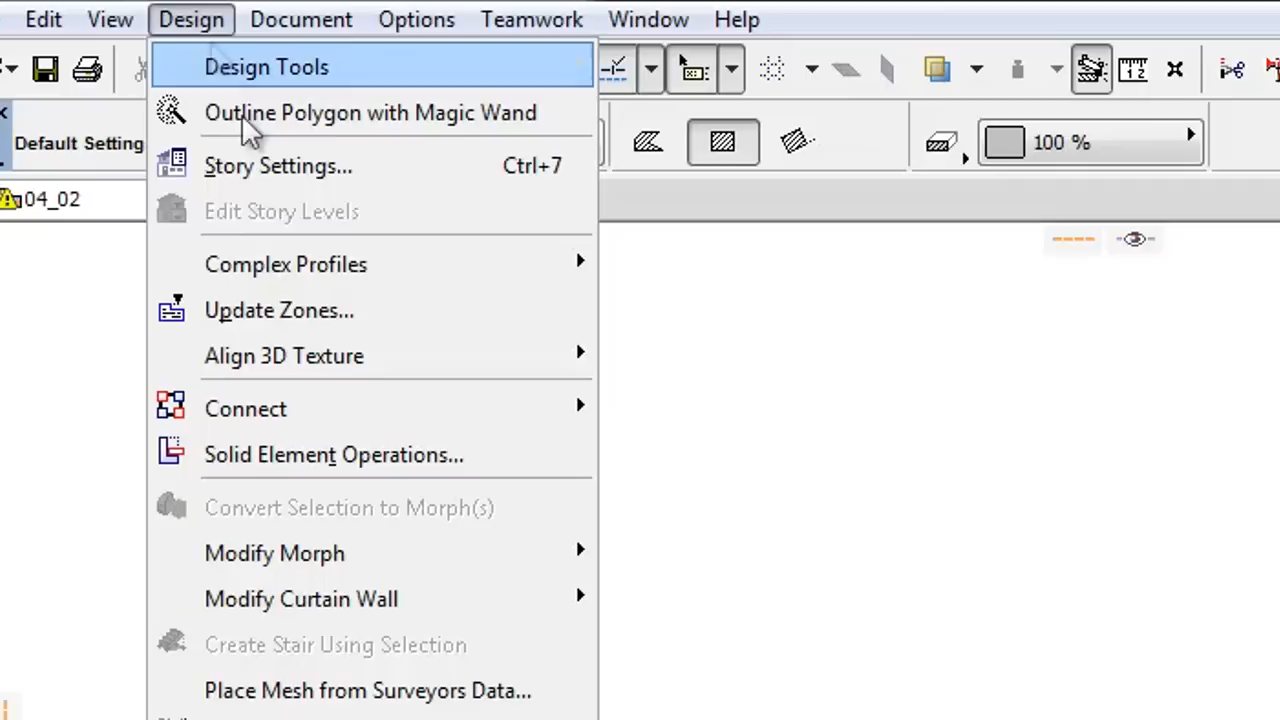 Edit View Design Document Options Teamwork Window Help
Design Tools
Outline Polygon with Magic Wand
Default Setting
100 %
Story Settings... Ctrl+7
04_02
Edit Story Levels
Complex Profiles
Update Zones...
Align 3D Texture
Connect
Solid Element Operations...
Convert Selection to Morph(s)
Modify Morph
Modify Curtain Wall
Create Stair Using Selection
Place Mesh from Surveyors Data...